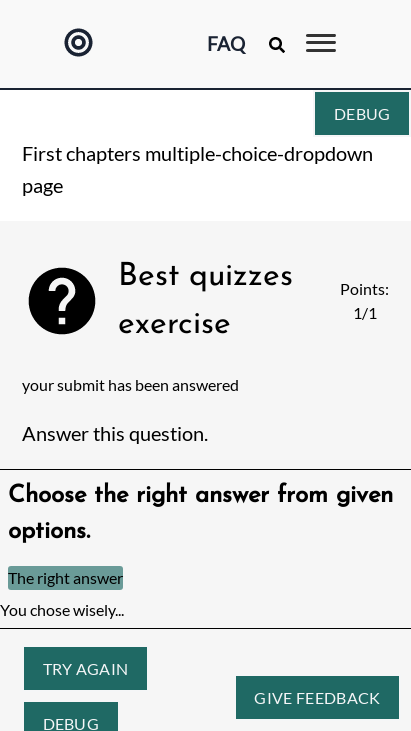 FAQ
DEBUG
First chapters multiple-choice-dropdown
page
Best quizzes
exercise
Points:
1/1
your submit has been answered
Answer this question.
Choose the right answer from given
options.
The right answer
You chose wisely...
TRY AGAIN
GIVE FEEDBACK
DEBUG